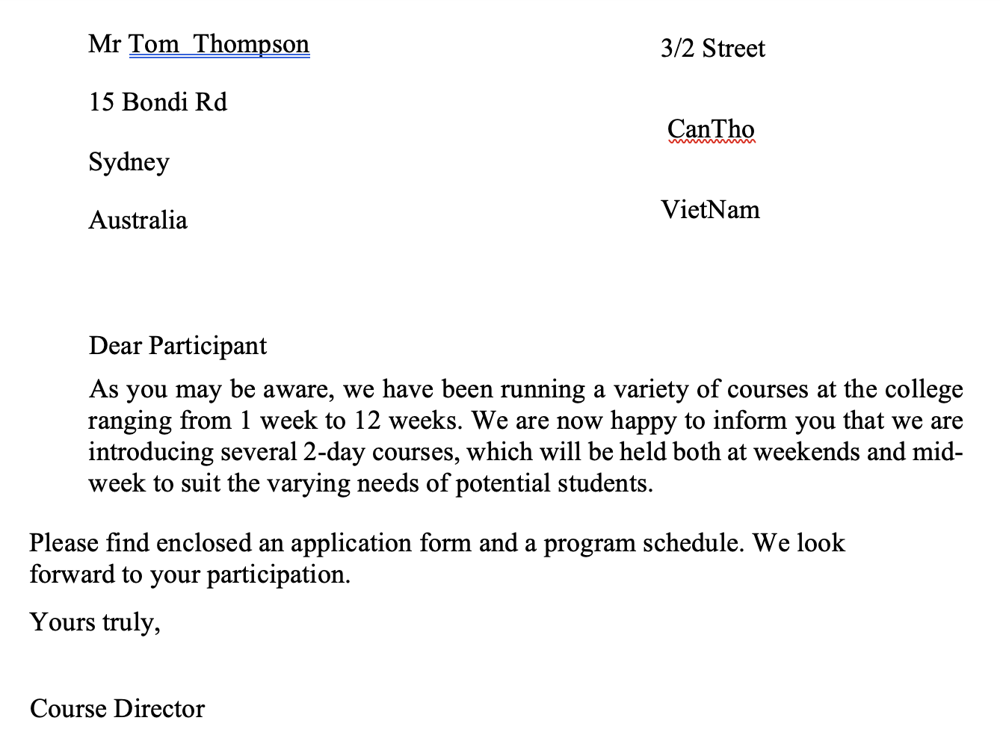 Mr Tom  Thompson
3/2 Street
15 Bondi Rd
CanTho
Sydney
VietNam
Australia
Dear Participant
As you may be aware, we have been running a variety of courses at the college
ranging from 1 week to 12 weeks. We are now happy to inform you that we are
introducing several 2-day courses, which will be held both at weekends and mid-
week to suit the varying needs of potential students.
Please find enclosed an application form and a program schedule. We look
forward to your participation.
Yours truly,
Course Director